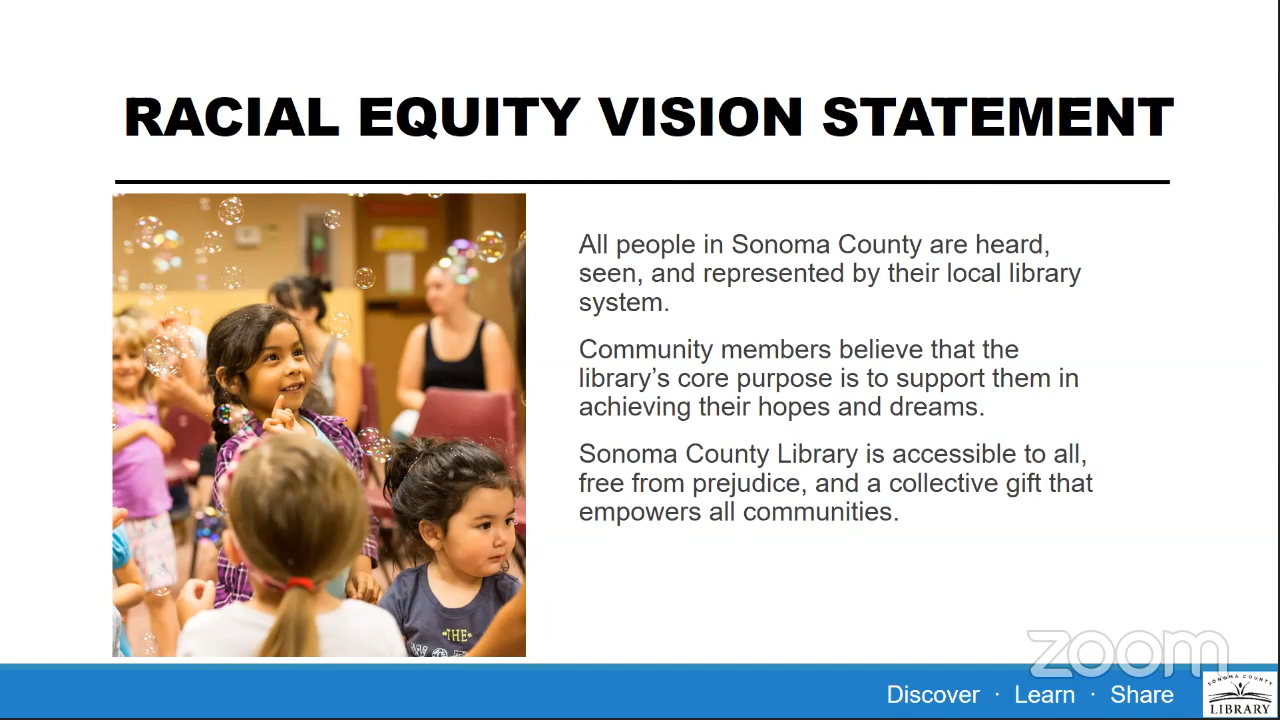 RACIAL EQUITY VISION STATEMENT
All people in Sonoma County are heard,
seen, and represented by their local library
system.
Community members believe that the
library’s core purpose is to support them in
achieving their hopes and dreams.
Sonoma County Library is accessible to all,
free from prejudice, and a collective gift that
empowers all communities.
"THE"
zoom
Discover · Learn · Share
SONOMA COUNTY
LIBRARY